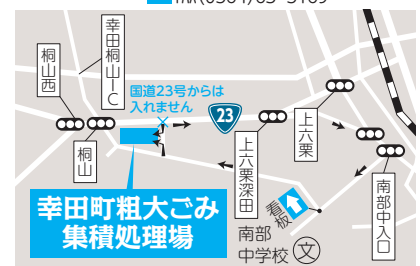 FAX(0564)63-5169
幸田桐山IC
桐山西
国道23号からは
入れません
23
桐山
上六栗
上六栗深田
南部中入口
看板
南部
中学校 文
幸田町粗大ごみ
集積処理場